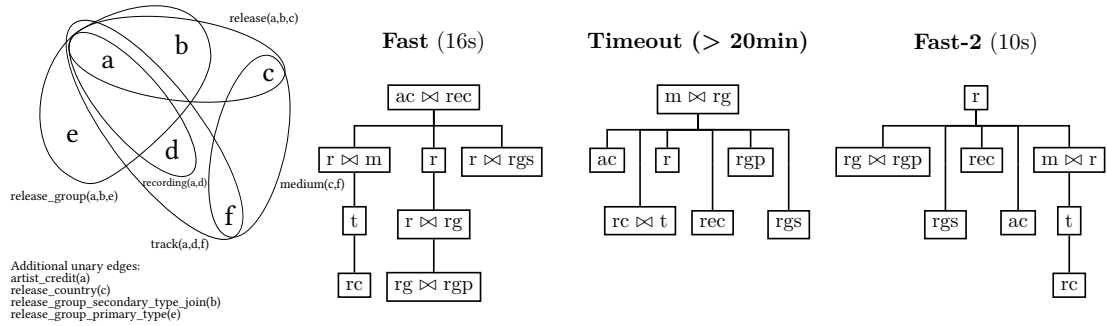 release(a,b,c)
b
a
c
e
d
recording(a,d)
medium(c,f)
release_group(a,b,e)
f
track(a,d,f)
Additional unary edges:
artist_credit(a)
release_country(c)
release_group_secondary_type_join(b)
release_group_primary_type(e)
Fast (16s)
ac ⋈ rec
r ⋈ m
r
r ⋈ rgs
t
r ⋈ rg
rc
rg ⋈ rgp
Timeout (> 20min)
m ⋈ rg
ac
r
rgp
rc ⋈ t
rec
rgs
Fast-2 (10s)
r
rg ⋈ rgp
rec
m ⋈ r
rgs
ac
t
rc